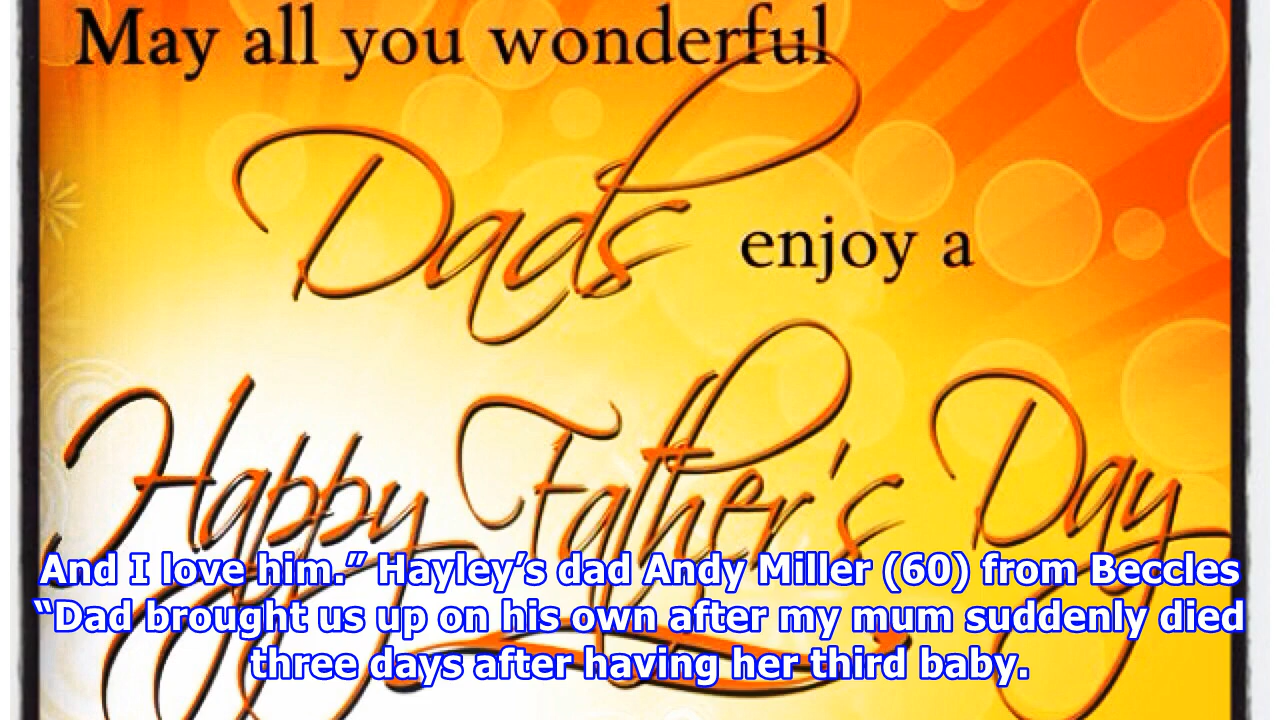 May all you wonderful
Dads enjoy a
Happy Father's Day
And I love him.” Hayley’s dad Andy Miller (60) from Beccles
“Dad brought us up on his own after my mum suddenly died
three days after having her third baby.